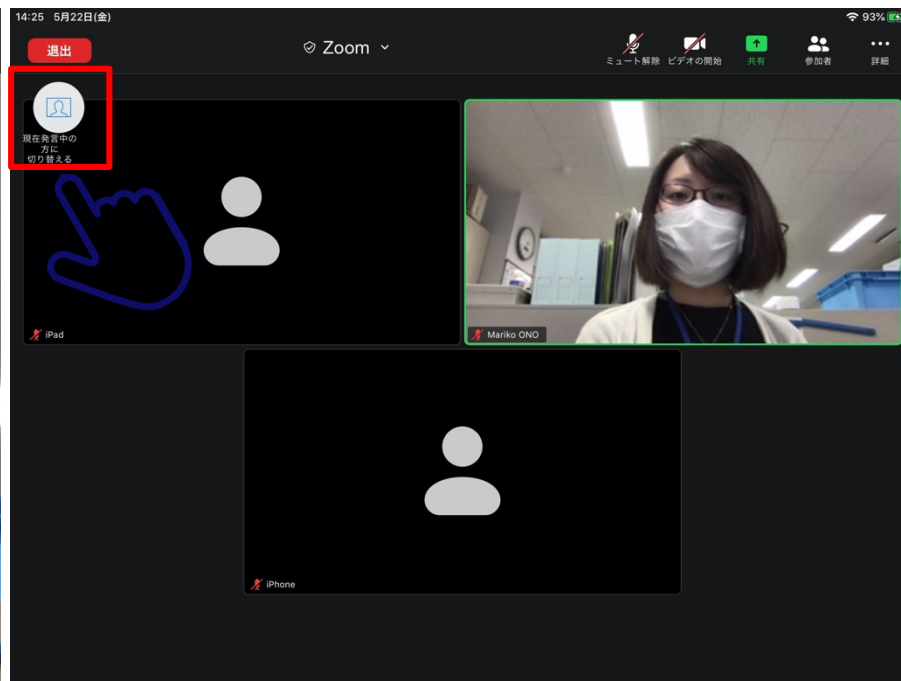 14:25 5月22日(金)
93%
退出
Zoom
ミュート解除 ビデオの開始 共有 参加者 詳細
現在発言中の
方に
切り替える
iPad
Mariko ONO
iPhone